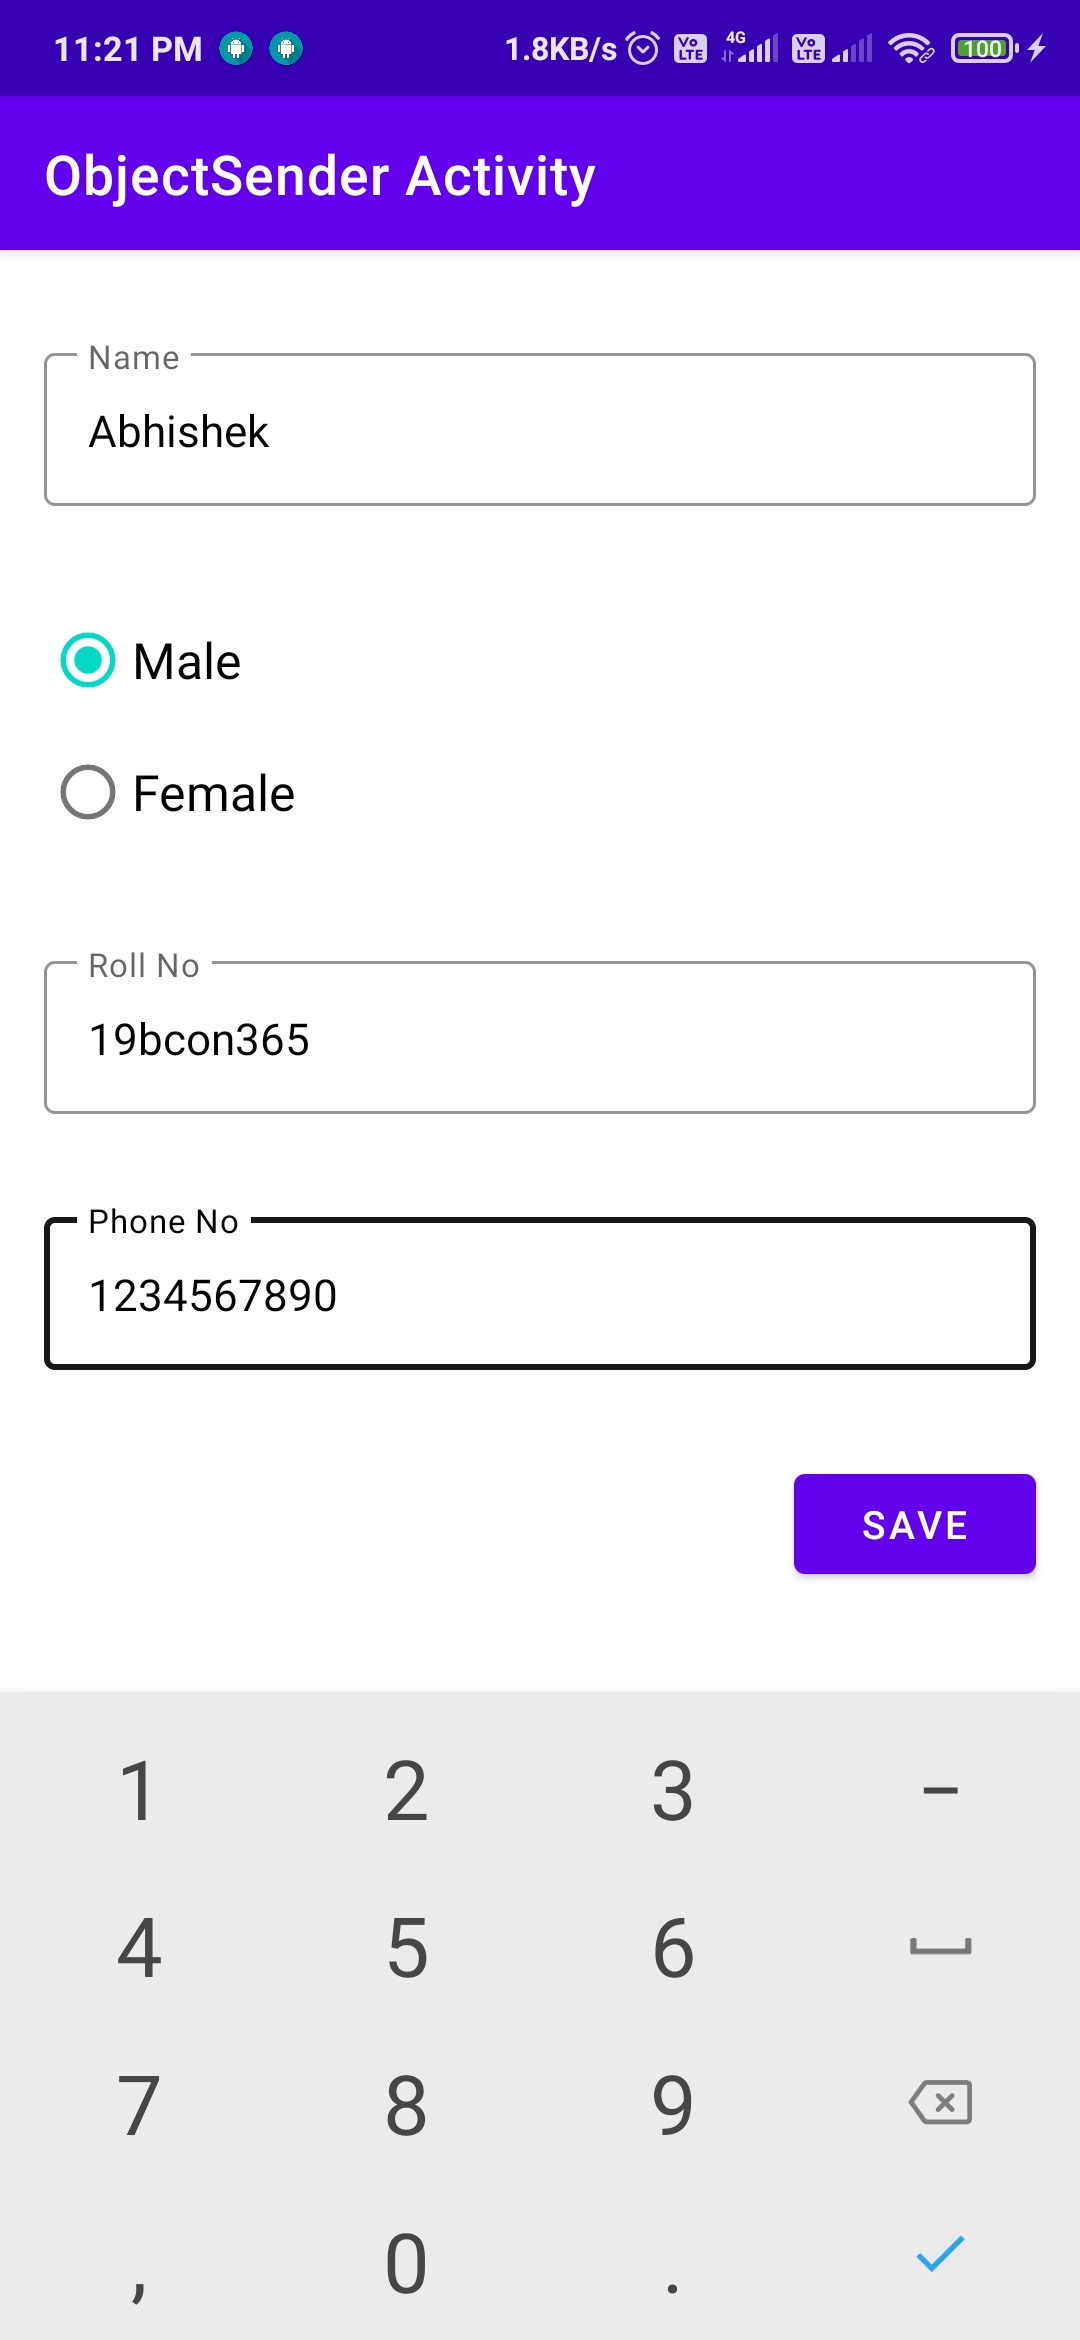 11:21 PM 1.8KB/s Vo LTE 4G Vo LTE 100
ObjectSender Activity
Name
Abhishek
Male
Female
Roll No
19bcon365
Phone No
1234567890
SAVE
1 2 3 –
4 5 6
7 8 9
, 0 .